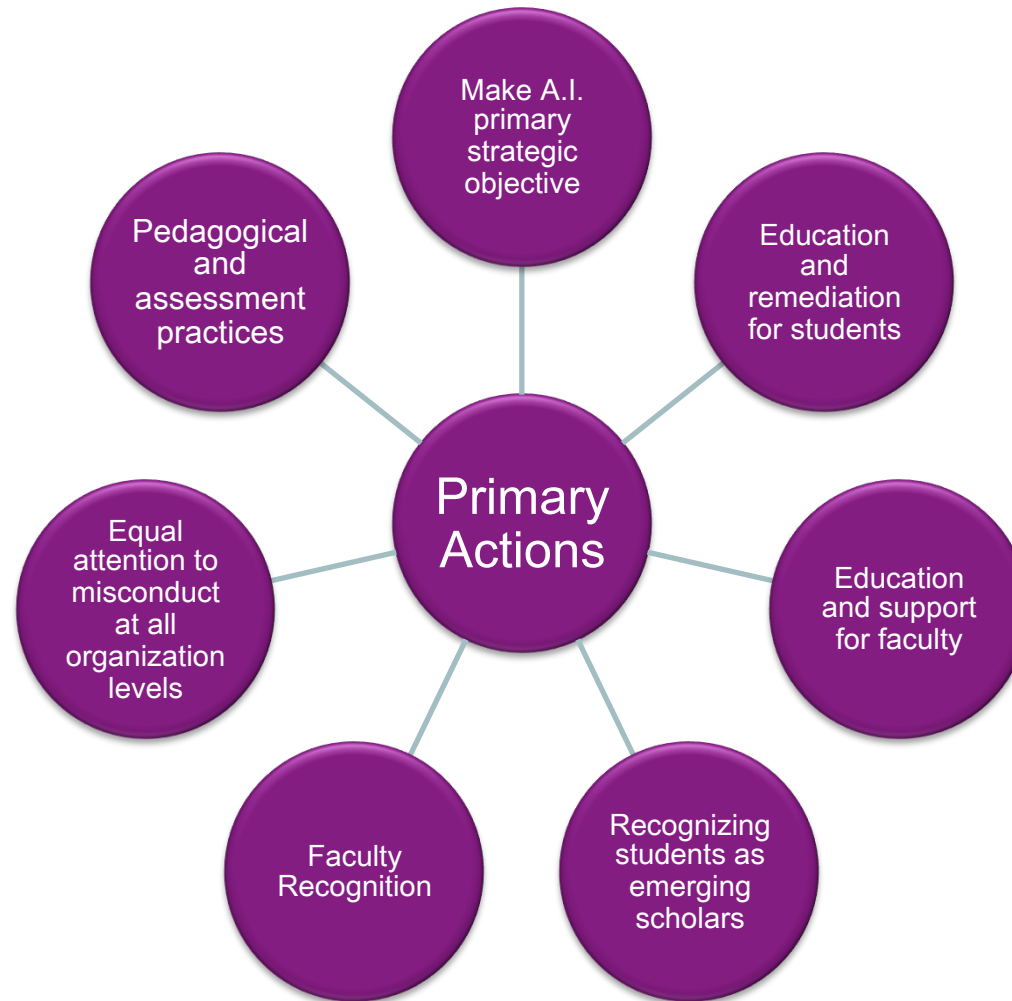 Make A.I.
primary
strategic
objective
Education
and
remediation
for students
Education
and support
for faculty
Recognizing
students as
emerging
scholars
Faculty
Recognition
Equal
attention to
misconduct
at all
organization
levels
Pedagogical
and
assessment
practices
Primary
Actions